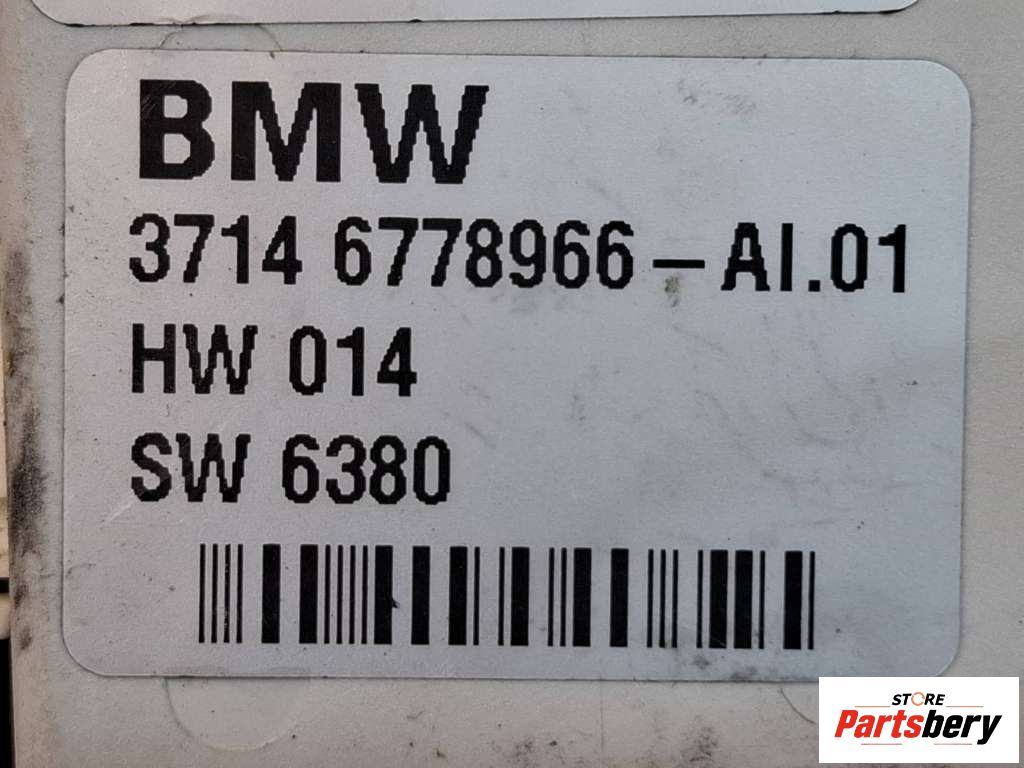 BMW
3714 6778966-AI.01
HW 014
SW 6380
STORE
Partsbery